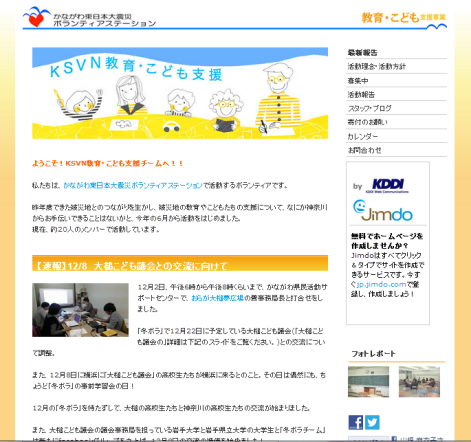 かながわ東日本大震災
ボランティアステーション
教育・こども支援事業
KSVN教育・こども支援
ようこそ！KSVN教育・こども支援チームへ！！
私たちは、かながわ東日本大震災ボランティアステーションで活動するボランティアです。
昨年度できた被災地とのつながり活かし、被災地の教育やこどもたちの支援について、なにか神奈川
からお手伝いできることはないかと、今年の6月から活動をはじめました。
現在、約20人のメンバーで活動しています。
【速報】12/8 大槌こども議会との交流に向けて
12月2日、午後6時から午後8時くらいまで、かながわ県民活動サ
ポートセンターで、おらが大槌夢広場の養事務局長と打合せをし
ました。
「冬ボラ」で12月22日に予定している大槌こども議会（「大槌こど
も議会の」詳細は下記のスライドをご覧ください。）との交流につい
て調整。
また、12月8日に横浜に「大槌こども議会」の高校生たちが横浜に来るとのこと。その日は偶然にも、ち
ょうど「冬ボラ」の事前学習会の日！
12月の「冬ボラ」を待たずして、大槌の高校生たちと神奈川の高校生たちの交流が始まりました。
また、大槌こども議会の議会事務局を担っている岩手大学と岩手県立大学の大学生と「冬ボラチーム」
最新報告
活動理念・活動方針
募集中
活動報告
スタッフ・ブログ
寄付のお願い
カレンダー
お問合わせ
by KDDI
KDDI Web Communications
Jimdo
無料でホームページを
作成しませんか？
Jimdoはすべてクリック
＆タイプでサイトを作成で
きるサービスです。今す
ぐjp.jimdo.comで登
録し、作成しましょう！
フォトレポート